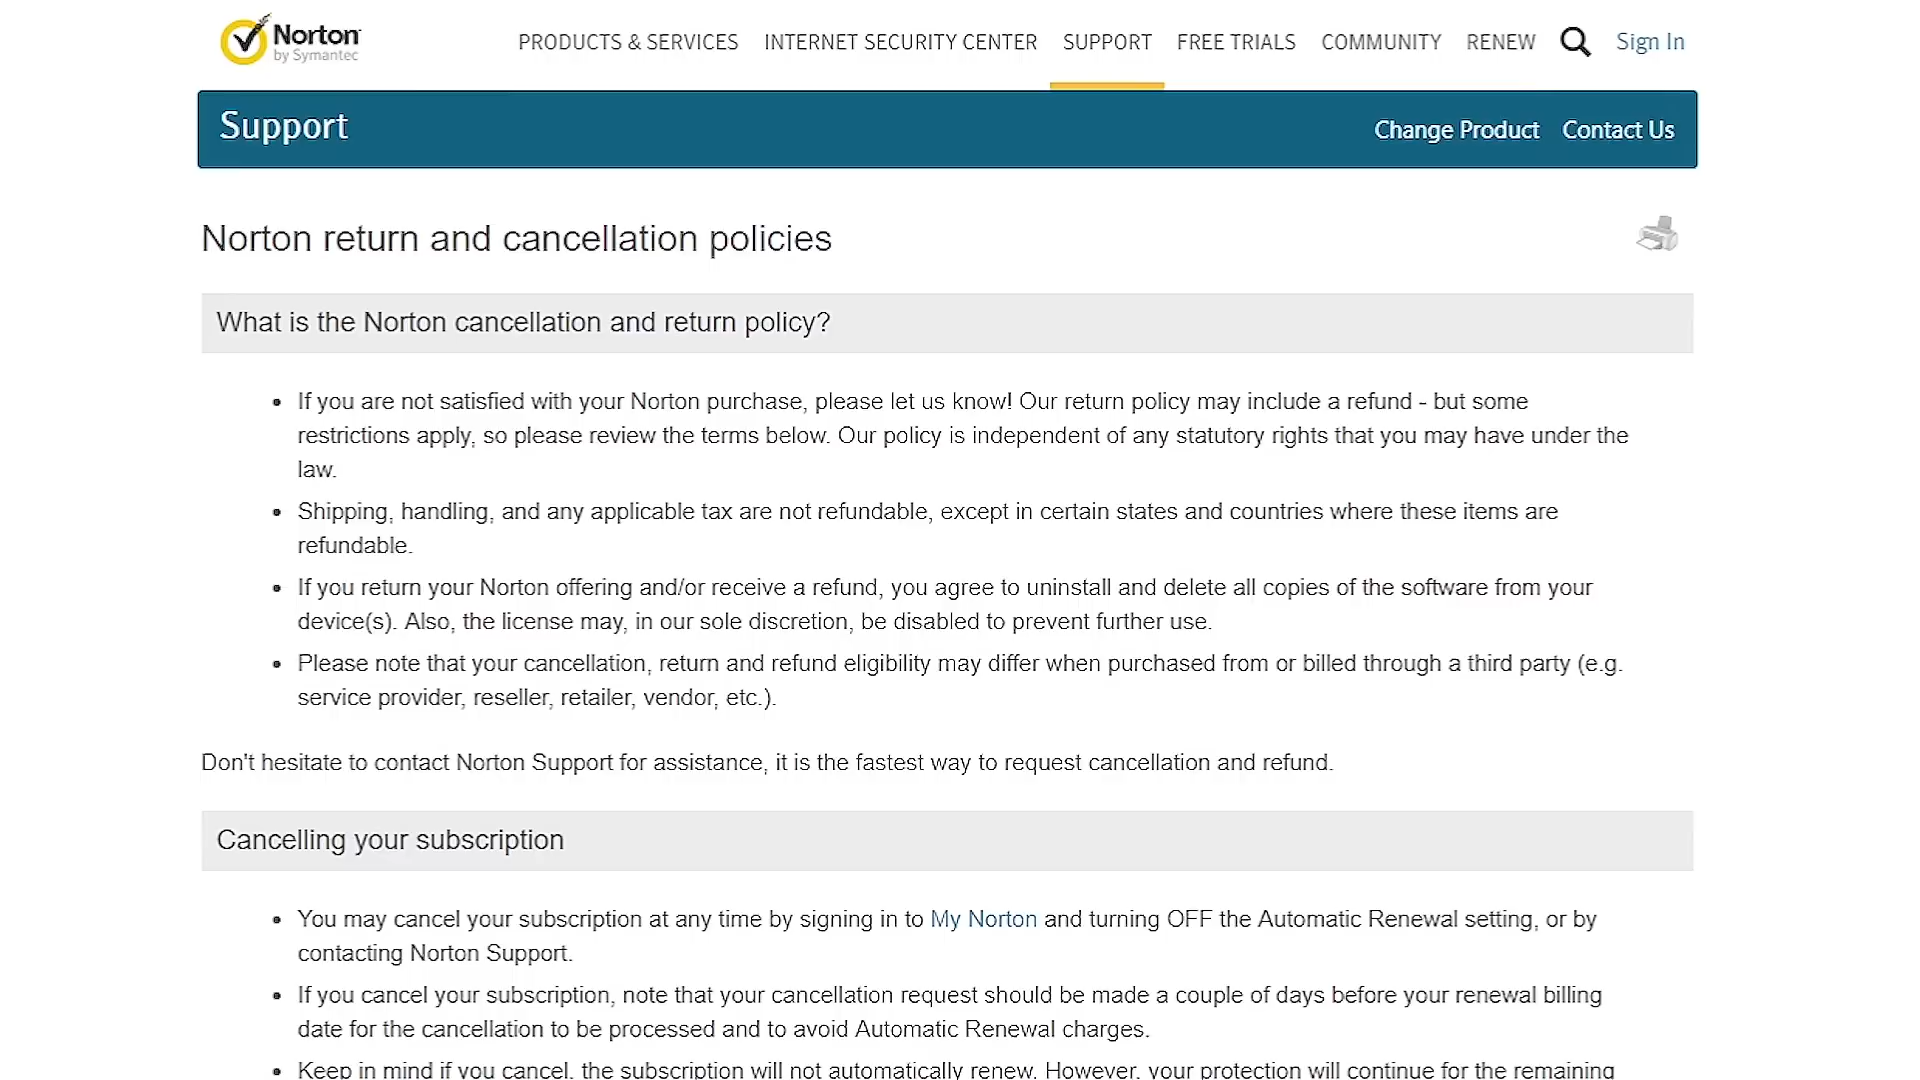 Norton
by Symantec
PRODUCTS & SERVICES INTERNET SECURITY CENTER SUPPORT FREE TRIALS COMMUNITY RENEW Sign In
Support
Change Product Contact Us
Norton return and cancellation policies
What is the Norton cancellation and return policy?
• If you are not satisfied with your Norton purchase, please let us know! Our return policy may include a refund - but some
restrictions apply, so please review the terms below. Our policy is independent of any statutory rights that you may have under the
law.
• Shipping, handling, and any applicable tax are not refundable, except in certain states and countries where these items are
refundable.
• If you return your Norton offering and/or receive a refund, you agree to uninstall and delete all copies of the software from your
device(s). Also, the license may, in our sole discretion, be disabled to prevent further use.
• Please note that your cancellation, return and refund eligibility may differ when purchased from or billed through a third party (e.g.
service provider, reseller, retailer, vendor, etc.).
Don't hesitate to contact Norton Support for assistance, it is the fastest way to request cancellation and refund.
Cancelling your subscription
• You may cancel your subscription at any time by signing in to My Norton and turning OFF the Automatic Renewal setting, or by
contacting Norton Support.
• If you cancel your subscription, note that your cancellation request should be made a couple of days before your renewal billing
date for the cancellation to be processed and to avoid Automatic Renewal charges.
• Keep in mind if you cancel, the subscription will not automatically renew. However, your protection will continue for the remaining